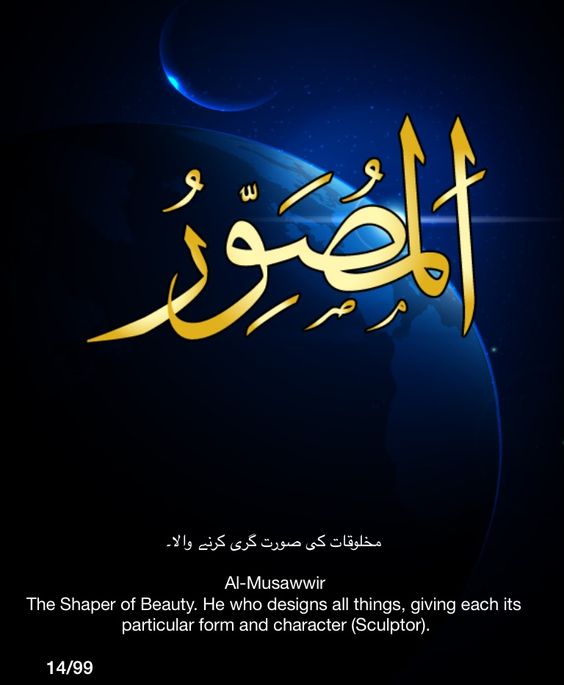 الْمُصَوِّرُ
مخلوقات کی صورت گری کرنے والا۔
Al-Musawwir
The Shaper of Beauty. He who designs all things, giving each its
particular form and character (Sculptor).
14/99